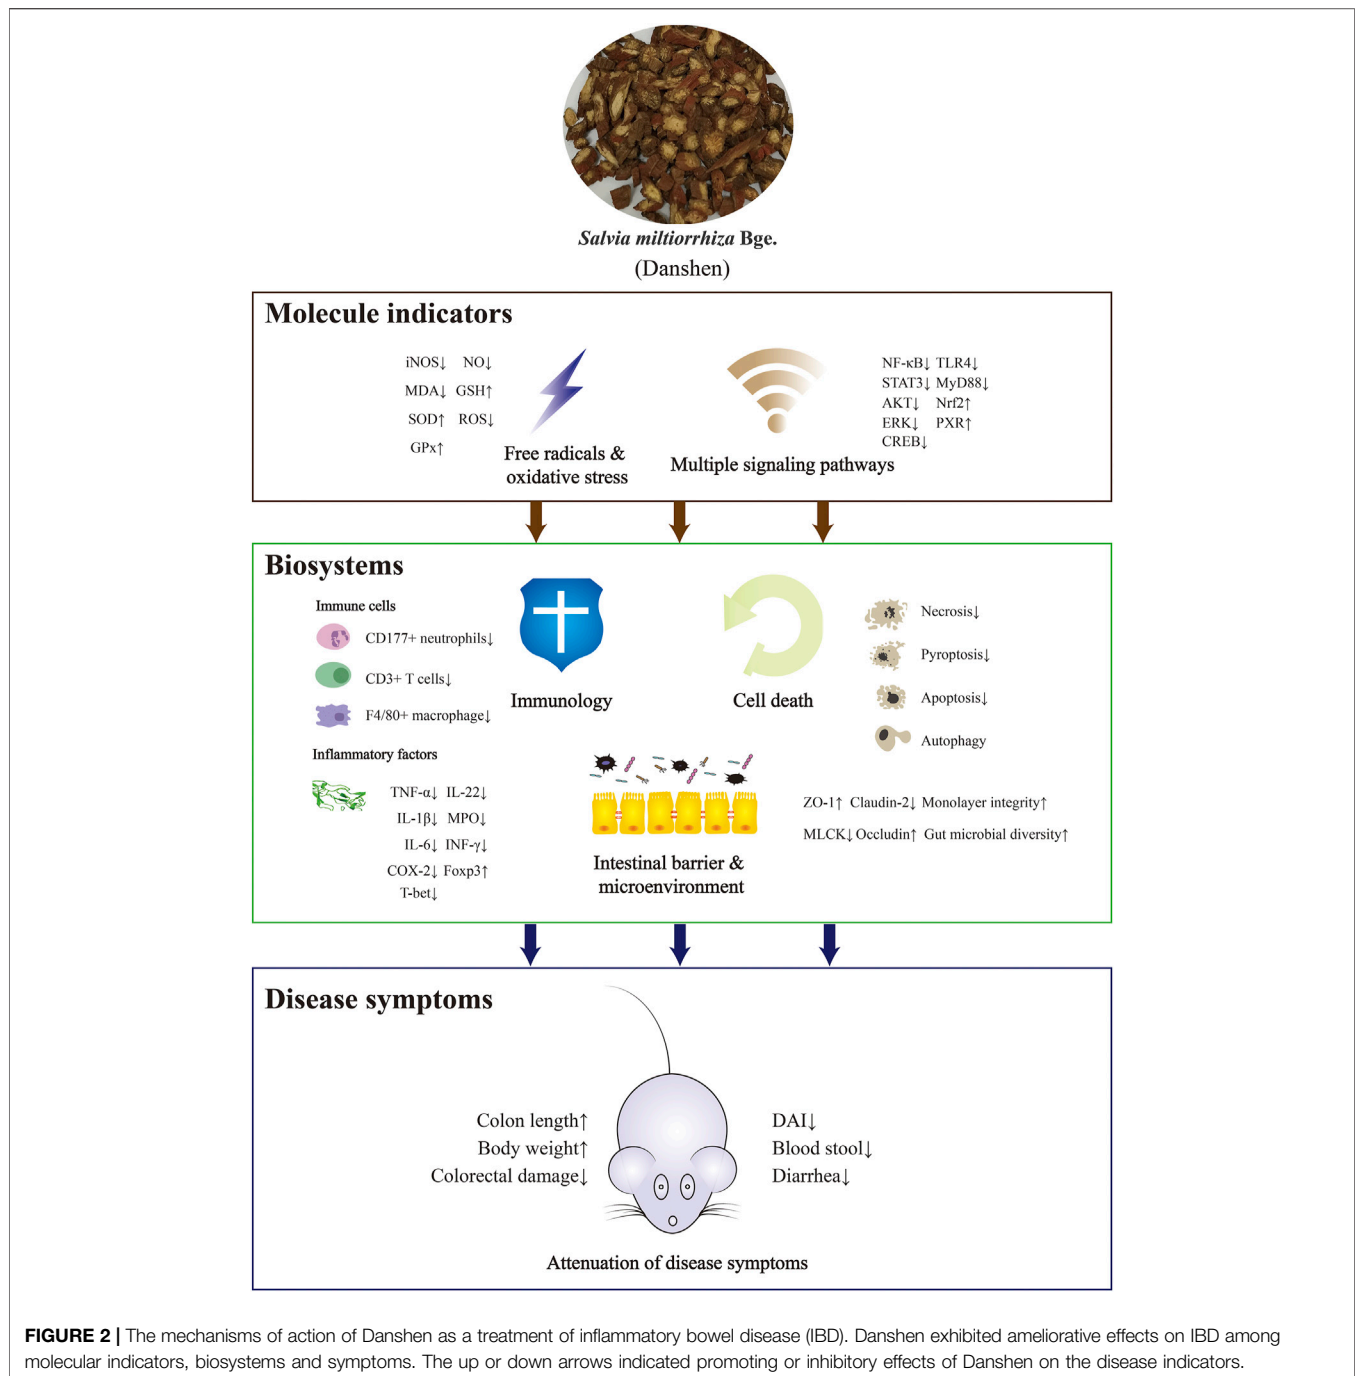 Salvia miltiorrhiza Bge.
(Danshen)
Molecule indicators
iNOS↓ NO↓
MDA↓ GSH↑
SOD↑ ROS↓
GPx↑
Free radicals &
oxidative stress
Multiple signaling pathways
NF-κB↓ TLR4↓
STAT3↓ MyD88↓
AKT↓ Nrf2↑
ERK↓ PXR↑
CREB↓
Biosystems
Immune cells
CD177+ neutrophils↓
CD3+ T cells↓
F4/80+ macrophage↓
Inflammatory factors
TNF-α↓ IL-22↓
IL-1β↓ MPO↓
IL-6↓ INF-γ↓
COX-2↓ Foxp3↑
T-bet↓
Immunology
Cell death
Necrosis↓
Pyroptosis↓
Apoptosis↓
Autophagy
Intestinal barrier &
microenvironment
ZO-1↑ Claudin-2↓ Monolayer integrity↑
MLCK↓ Occludin↑ Gut microbial diversity↑
Disease symptoms
Colon length↑
Body weight↑
Colorectal damage↓
DAI↓
Blood stool↓
Diarrhea↓
Attenuation of disease symptoms
FIGURE 2 | The mechanisms of action of Danshen as a treatment of inflammatory bowel disease (IBD). Danshen exhibited ameliorative effects on IBD among
molecular indicators, biosystems and symptoms. The up or down arrows indicated promoting or inhibitory effects of Danshen on the disease indicators.